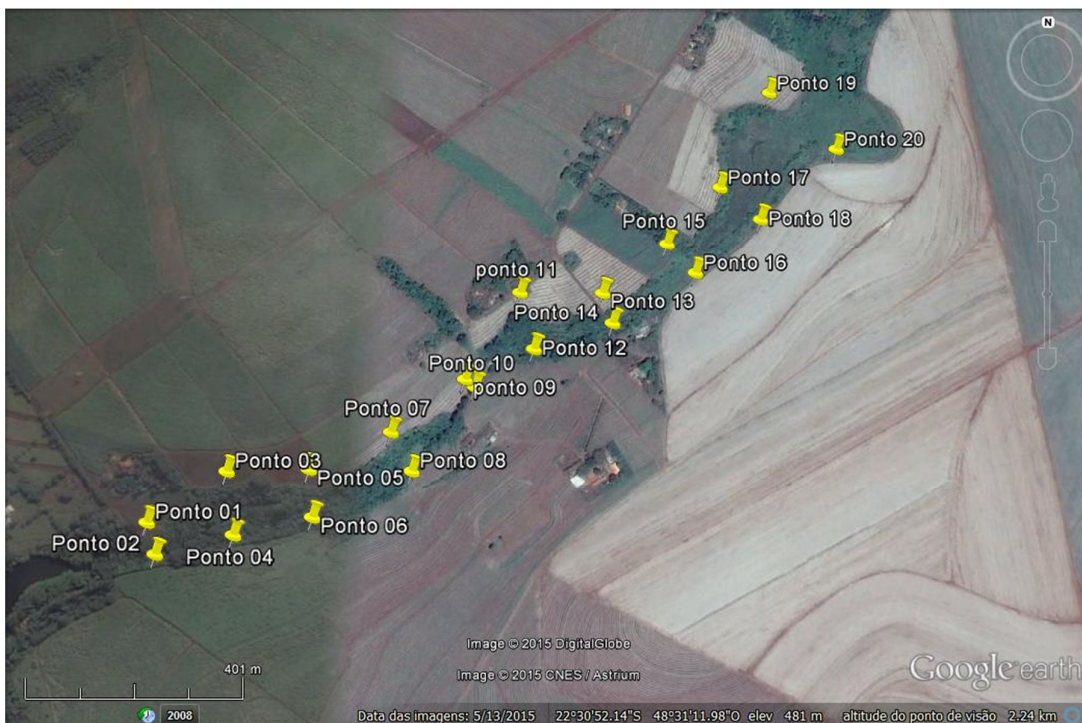 N
Ponto 19
Ponto 20
Ponto 17
Ponto 18
Ponto 15
Ponto 16
ponto 11
Ponto 14
Ponto 13
Ponto 12
Ponto 10
ponto 09
Ponto 07
Ponto 03
Ponto 05
Ponto 08
Ponto 01
Ponto 06
Ponto 02
Ponto 04
Image © 2015 DigitalGlobe
401 m
Image © 2015 CNES / Astrium
Google earth
2008
Data das imagens: 5/13/2015 22°30'52.14"S 48°31'11.98"O elev 481 m altitude do ponto de visão 2.24 km